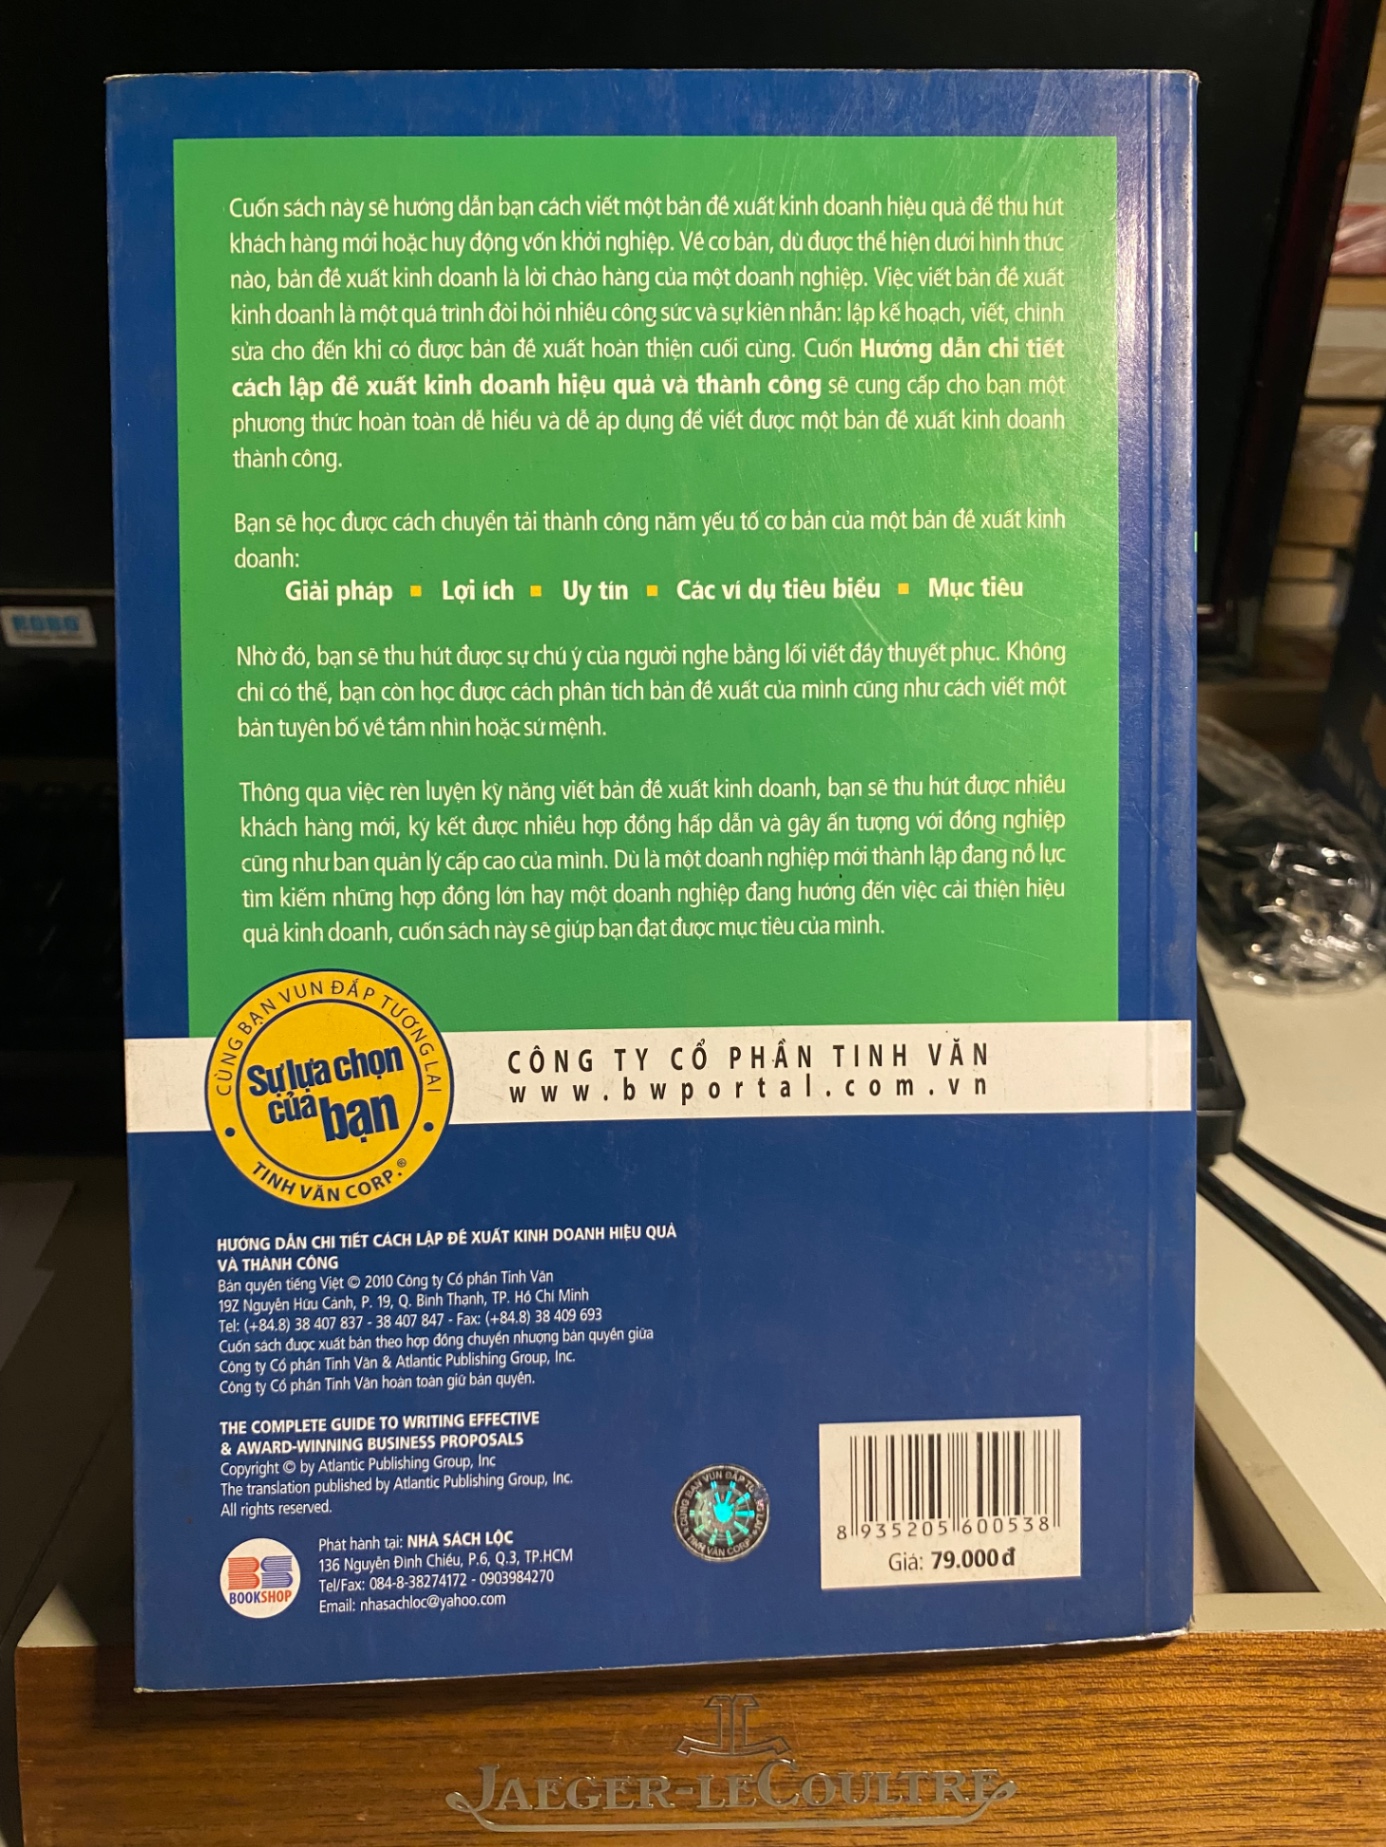 Cuốn sách này sẽ hướng dẫn bạn cách viết một bản đề xuất kinh doanh hiệu quả để thu hút
khách hàng mới hoặc huy động vốn khởi nghiệp. Về cơ bản, dù được thể hiện dưới hình thức
nào, bản đề xuất kinh doanh là lời chào hàng của một doanh nghiệp. Việc viết bản đề xuất
kinh doanh là một quá trình đòi hỏi nhiều công sức và sự kiên nhẫn: lập kế hoạch, viết, chỉnh
sửa cho đến khi có được bản đề xuất hoàn thiện cuối cùng. Cuốn Hướng dẫn chi tiết
cách lập đề xuất kinh doanh hiệu quả và thành công sẽ cung cấp cho bạn một
phương thức hoàn toàn dễ hiểu và dễ áp dụng để viết được một bản đề xuất kinh doanh
thành công.
Bạn sẽ học được cách chuyển tải thành công năm yếu tố cơ bản của một bản đề xuất kinh
doanh:
Giải pháp ▪ Lợi ích ▪ Uy tín ▪ Các ví dụ tiêu biểu ▪ Mục tiêu
Nhờ đó, bạn sẽ thu hút được sự chú ý của người nghe bằng lối viết đầy thuyết phục. Không
chỉ có thế, bạn còn học được cách phân tích bản đề xuất của mình cũng như cách viết một
bản tuyên bố về tầm nhìn hoặc sứ mệnh.
Thông qua việc rèn luyện kỹ năng viết bản đề xuất kinh doanh, bạn sẽ thu hút được nhiều
khách hàng mới, ký kết được nhiều hợp đồng hấp dẫn và gây ấn tượng với đồng nghiệp
cũng như ban quản lý cấp cao của mình. Dù là một doanh nghiệp mới thành lập đang nỗ lực
tìm kiếm những hợp đồng lớn hay một doanh nghiệp đang hướng đến việc cải thiện hiệu
quả kinh doanh, cuốn sách này sẽ giúp bạn đạt được mục tiêu của mình.
CÙNG BẠN VUN ĐẮP TƯƠNG LAI
Sự lựa chọn
của bạn
TINH VĂN CORP.®
CÔNG TY CỔ PHẦN TINH VĂN
www.bwportal.com.vn
HƯỚNG DẪN CHI TIẾT CÁCH LẬP ĐỀ XUẤT KINH DOANH HIỆU QUẢ
VÀ THÀNH CÔNG
Bản quyền tiếng Việt © 2010 Công ty Cổ phần Tinh Văn
19Z Nguyễn Hữu Cảnh, P. 19, Q. Bình Thạnh, TP. Hồ Chí Minh
Tel: (+84.8) 38 407 837 - 38 407 847 - Fax: (+84.8) 38 409 693
Cuốn sách được xuất bản theo hợp đồng chuyển nhượng bản quyền giữa
Công ty Cổ phần Tinh Văn & Atlantic Publishing Group, Inc.
Công ty Cổ phần Tinh Văn hoàn toàn giữ bản quyền.
THE COMPLETE GUIDE TO WRITING EFFECTIVE
& AWARD-WINNING BUSINESS PROPOSALS
Copyright © by Atlantic Publishing Group, Inc
The translation published by Atlantic Publishing Group, Inc.
All rights reserved.
BS
BOOKSHOP
Phát hành tại: NHÀ SÁCH LỘC
136 Nguyễn Đình Chiểu, P.6, Q.3, TP.HCM
Tel/Fax: 084-8-38274172 - 0903984270
Email: nhasachloc@yahoo.com
8 935205 600538
Giá: 79.000đ
JAEGER-LECOULTRE